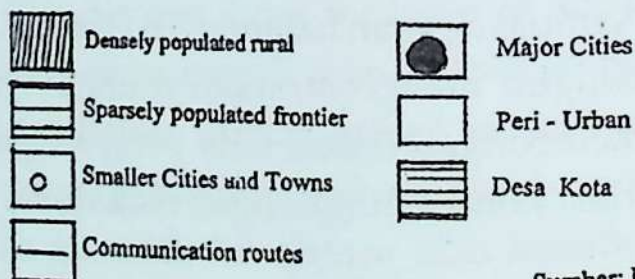 Densely populated rural
Sparsely populated frontier
Smaller Cities and Towns
Communication routes
Major Cities
Peri - Urban
Desa Kota
Sumber: